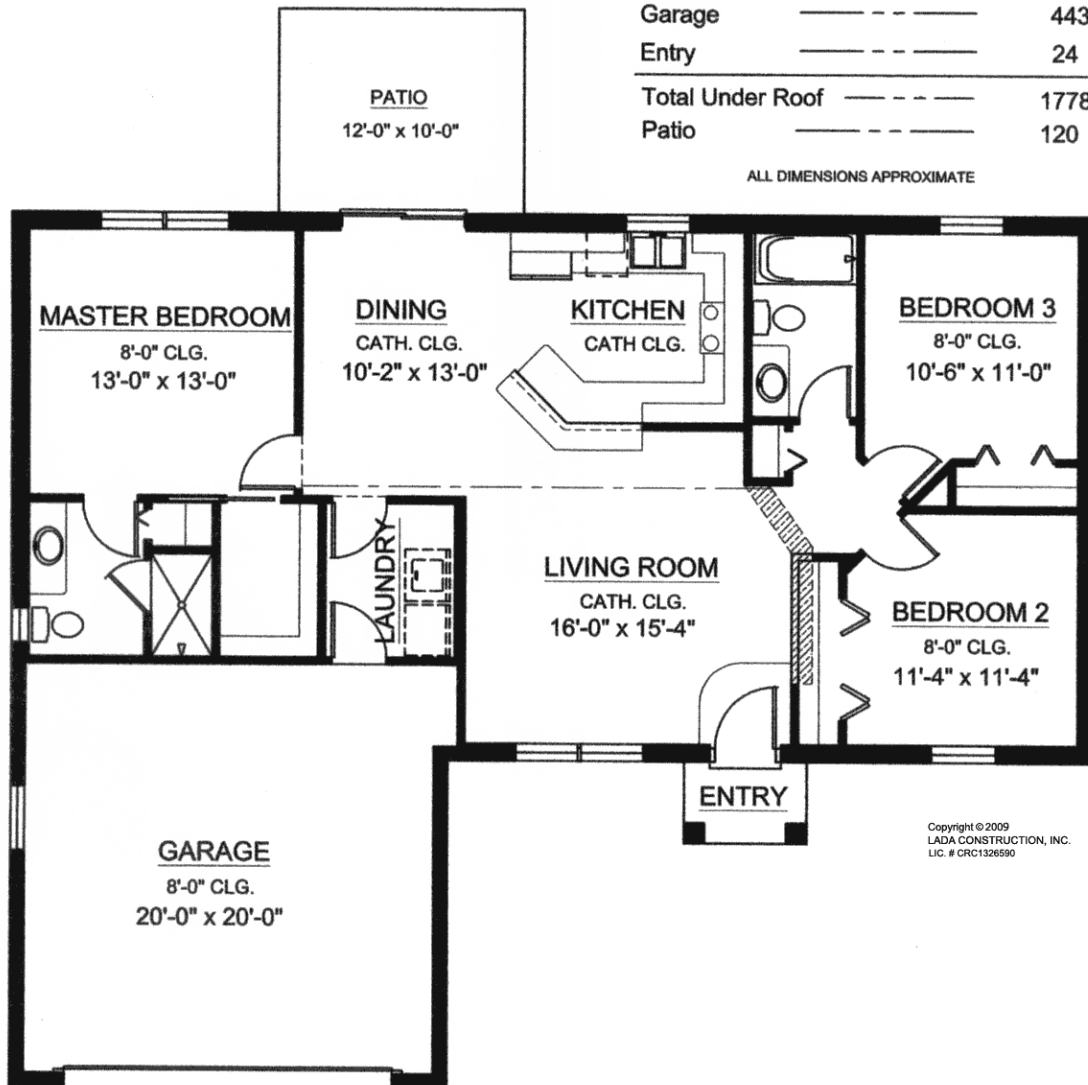 Garage 443
Entry 24
Total Under Roof 1778
Patio 120
ALL DIMENSIONS APPROXIMATE
PATIO
12'-0" x 10'-0"
MASTER BEDROOM
8'-0" CLG.
13'-0" x 13'-0"
DINING
CATH. CLG.
10'-2" x 13'-0"
KITCHEN
CATH CLG.
BEDROOM 3
8'-0" CLG.
10'-6" x 11'-0"
LAUNDRY
LIVING ROOM
CATH. CLG.
16'-0" x 15'-4"
BEDROOM 2
8'-0" CLG.
11'-4" x 11'-4"
ENTRY
GARAGE
8'-0" CLG.
20'-0" x 20'-0"
Copyright © 2009
LADA CONSTRUCTION, INC.
LIC. # CRC1326590